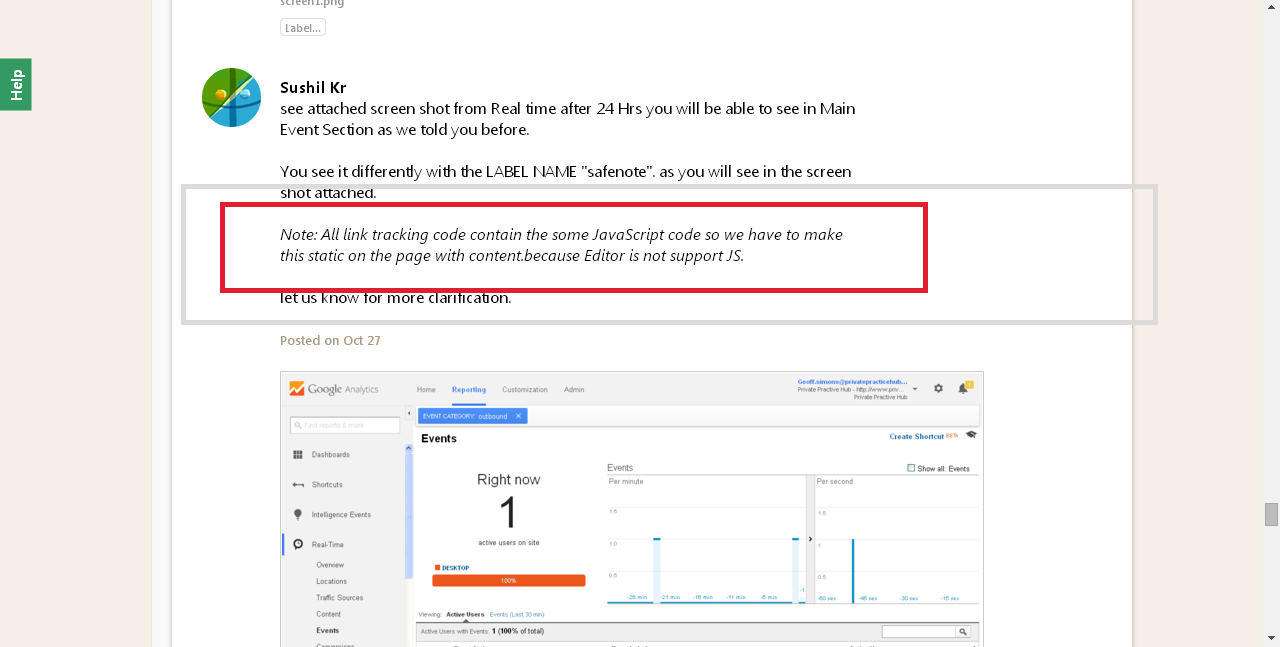 screen1.png
Label...
Help
Sushil Kr
see attached screen shot from Real time after 24 Hrs you will be able to see in Main
Event Section as we told you before.
You see it differently with the LABEL NAME "safenote". as you will see in the screen
shot attached.
Note: All link tracking code contain the some JavaScript code so we have to make
this static on the page with content.because Editor is not support JS.
let us know for more clarification.
Posted on Oct 27
Google Analytics
Home Reporting Customization Admin
Geoff.simons@privatepracticehub...
Private Practive Hub - http://www.priv...
Private Practive Hub
1
Find reports & more
EVENT CATEGORY: outbound ×
Events
Create Shortcut BETA
Dashboards
Shortcuts
Intelligence Events
Real-Time
Overview
Locations
Traffic Sources
Content
Events
Conversions
Right now
1
active users on site
DESKTOP
100%
Events
Show all: Events
Per minute
Per second
1.5
1.0
0.5
1.5
1
0.5
-26 min -21 min -16 min -11 min -6 min -1
-60 sec -45 sec -30 sec -15 sec
Viewing: Active Users Events (Last 30 min)
Active Users with Events: 1 (100% of total)